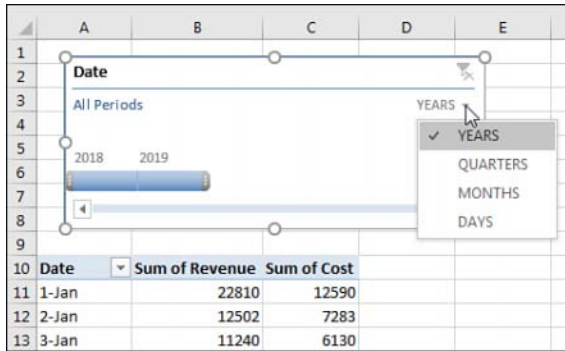 A B C D E
1
2 Date
3 All Periods YEARS
4 ✓ YEARS
5 2018 2019 QUARTERS
6
7 MONTHS
8 DAYS
9
10 Date Sum of Revenue Sum of Cost
11 1-Jan 22810 12590
12 2-Jan 12502 7283
13 3-Jan 11240 6130